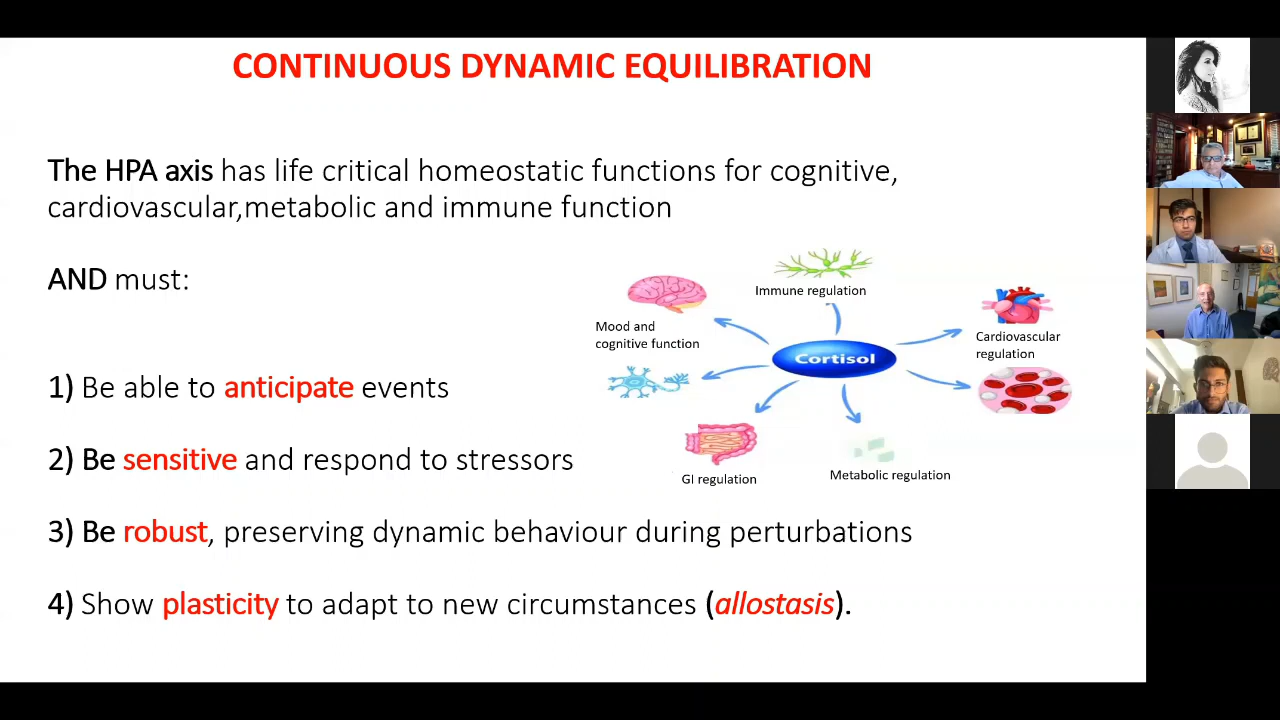 CONTINUOUS DYNAMIC EQUILIBRATION
The HPA axis has life critical homeostatic functions for cognitive,
cardiovascular,metabolic and immune function
AND must:
1) Be able to anticipate events
2) Be sensitive and respond to stressors
3) Be robust, preserving dynamic behaviour during perturbations
4) Show plasticity to adapt to new circumstances (allostasis).
Immune regulation
Mood and
cognitive function
Cardiovascular
regulation
Cortisol
GI regulation
Metabolic regulation